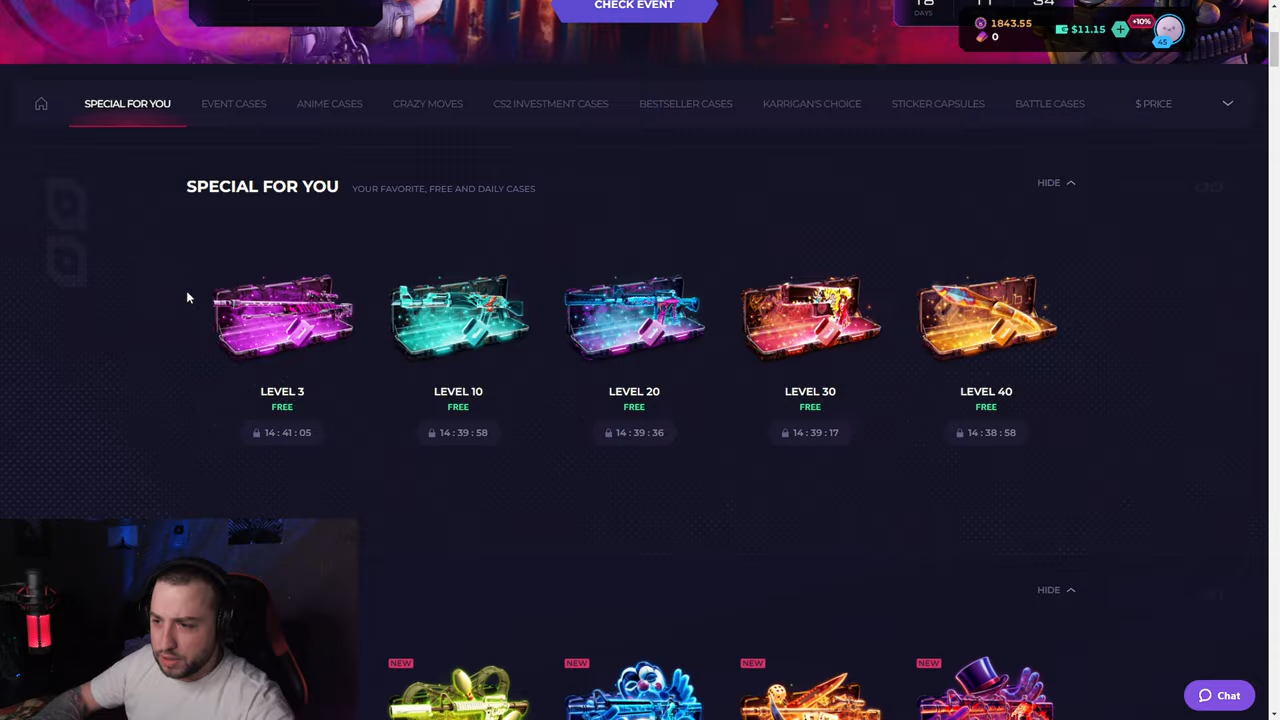 CHECK EVENT
DAYS
1843.55
0
$11.15
+10%
45
SPECIAL FOR YOU
EVENT CASES
ANIME CASES
CRAZY MOVES
CS2 INVESTMENT CASES
BESTSELLER CASES
KARRIGAN'S CHOICE
STICKER CAPSULES
BATTLE CASES
$ PRICE
SPECIAL FOR YOU
YOUR FAVORITE, FREE AND DAILY CASES
HIDE
LEVEL 3
FREE
14 : 41 : 05
LEVEL 10
FREE
14 : 39 : 58
LEVEL 20
FREE
14 : 39 : 36
LEVEL 30
FREE
14 : 39 : 17
LEVEL 40
FREE
14 : 38 : 58
HIDE
NEW
NEW
NEW
NEW
Chat